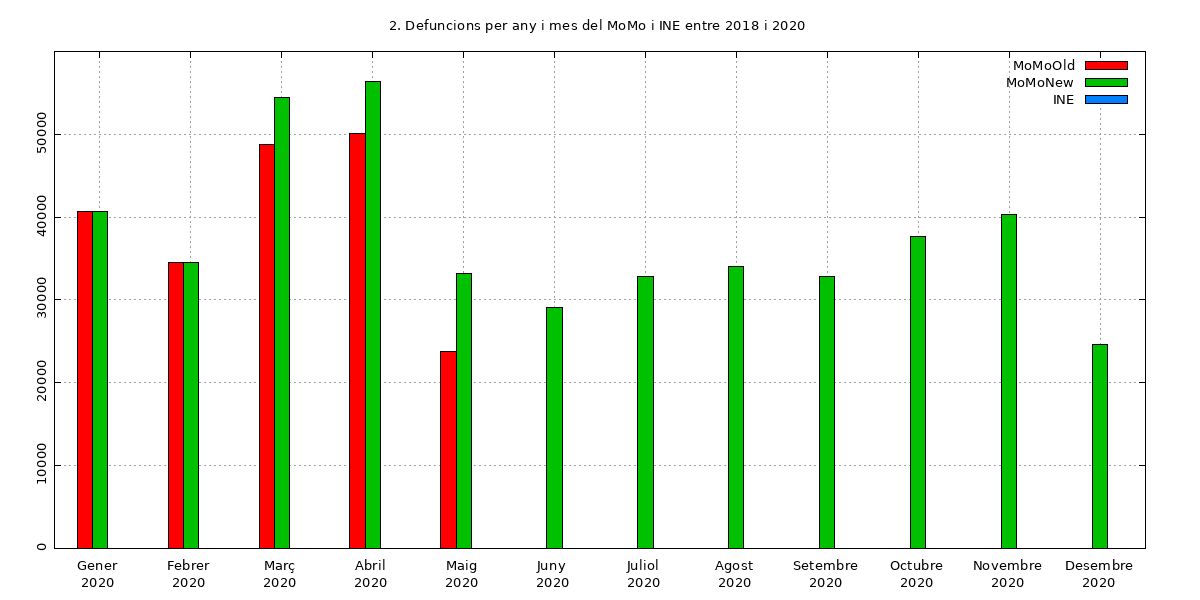 2. Defuncions per any i mes del MoMo i INE entre 2018 i 2020
MoMoOld
MoMoNew
INE
50000
40000
30000
20000
10000
0
Gener
2020
Febrer
2020
Març
2020
Abril
2020
Maig
2020
Juny
2020
Juliol
2020
Agost
2020
Setembre
2020
Octubre
2020
Novembre
2020
Desembre
2020